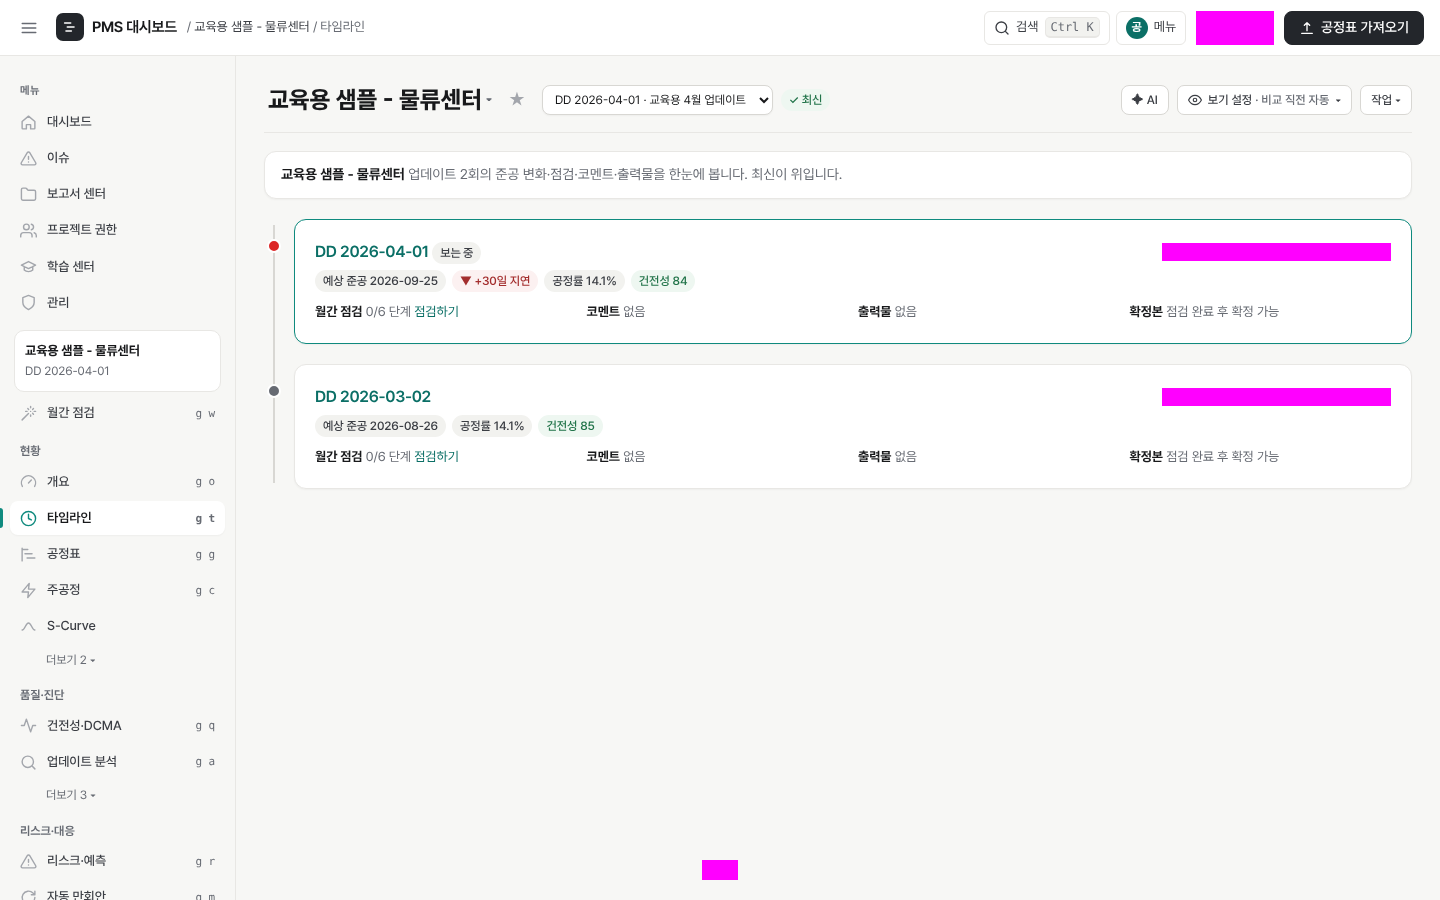 PMS 대시보드 / 교육용 샘플 - 물류센터 / 타임라인
검색 Ctrl K
공 메뉴
공정표 가져오기
메뉴
대시보드
이슈
보고서 센터
프로젝트 권한
학습 센터
관리
교육용 샘플 - 물류센터
DD 2026-04-01
월간 점검 g w
현황
개요 g o
타임라인 g t
공정표 g g
주공정 g c
S-Curve
더보기 2
품질·진단
건전성·DCMA g q
업데이트 분석 g a
더보기 3
리스크·대응
리스크·예측 g r
자동 만회안 g m
교육용 샘플 - 물류센터
DD 2026-04-01 · 교육용 4월 업데이트
✓ 최신
AI
보기 설정 · 비교 직전 자동
작업
교육용 샘플 - 물류센터 업데이트 2회의 준공 변화·점검·코멘트·출력물을 한눈에 봅니다. 최신이 위입니다.
DD 2026-04-01 보는 중
예상 준공 2026-09-25 ▼ +30일 지연 공정률 14.1% 건전성 84
월간 점검 0/6 단계 점검하기 코멘트 없음 출력물 없음 확정본 점검 완료 후 확정 가능
DD 2026-03-02
예상 준공 2026-08-26 공정률 14.1% 건전성 85
월간 점검 0/6 단계 점검하기 코멘트 없음 출력물 없음 확정본 점검 완료 후 확정 가능